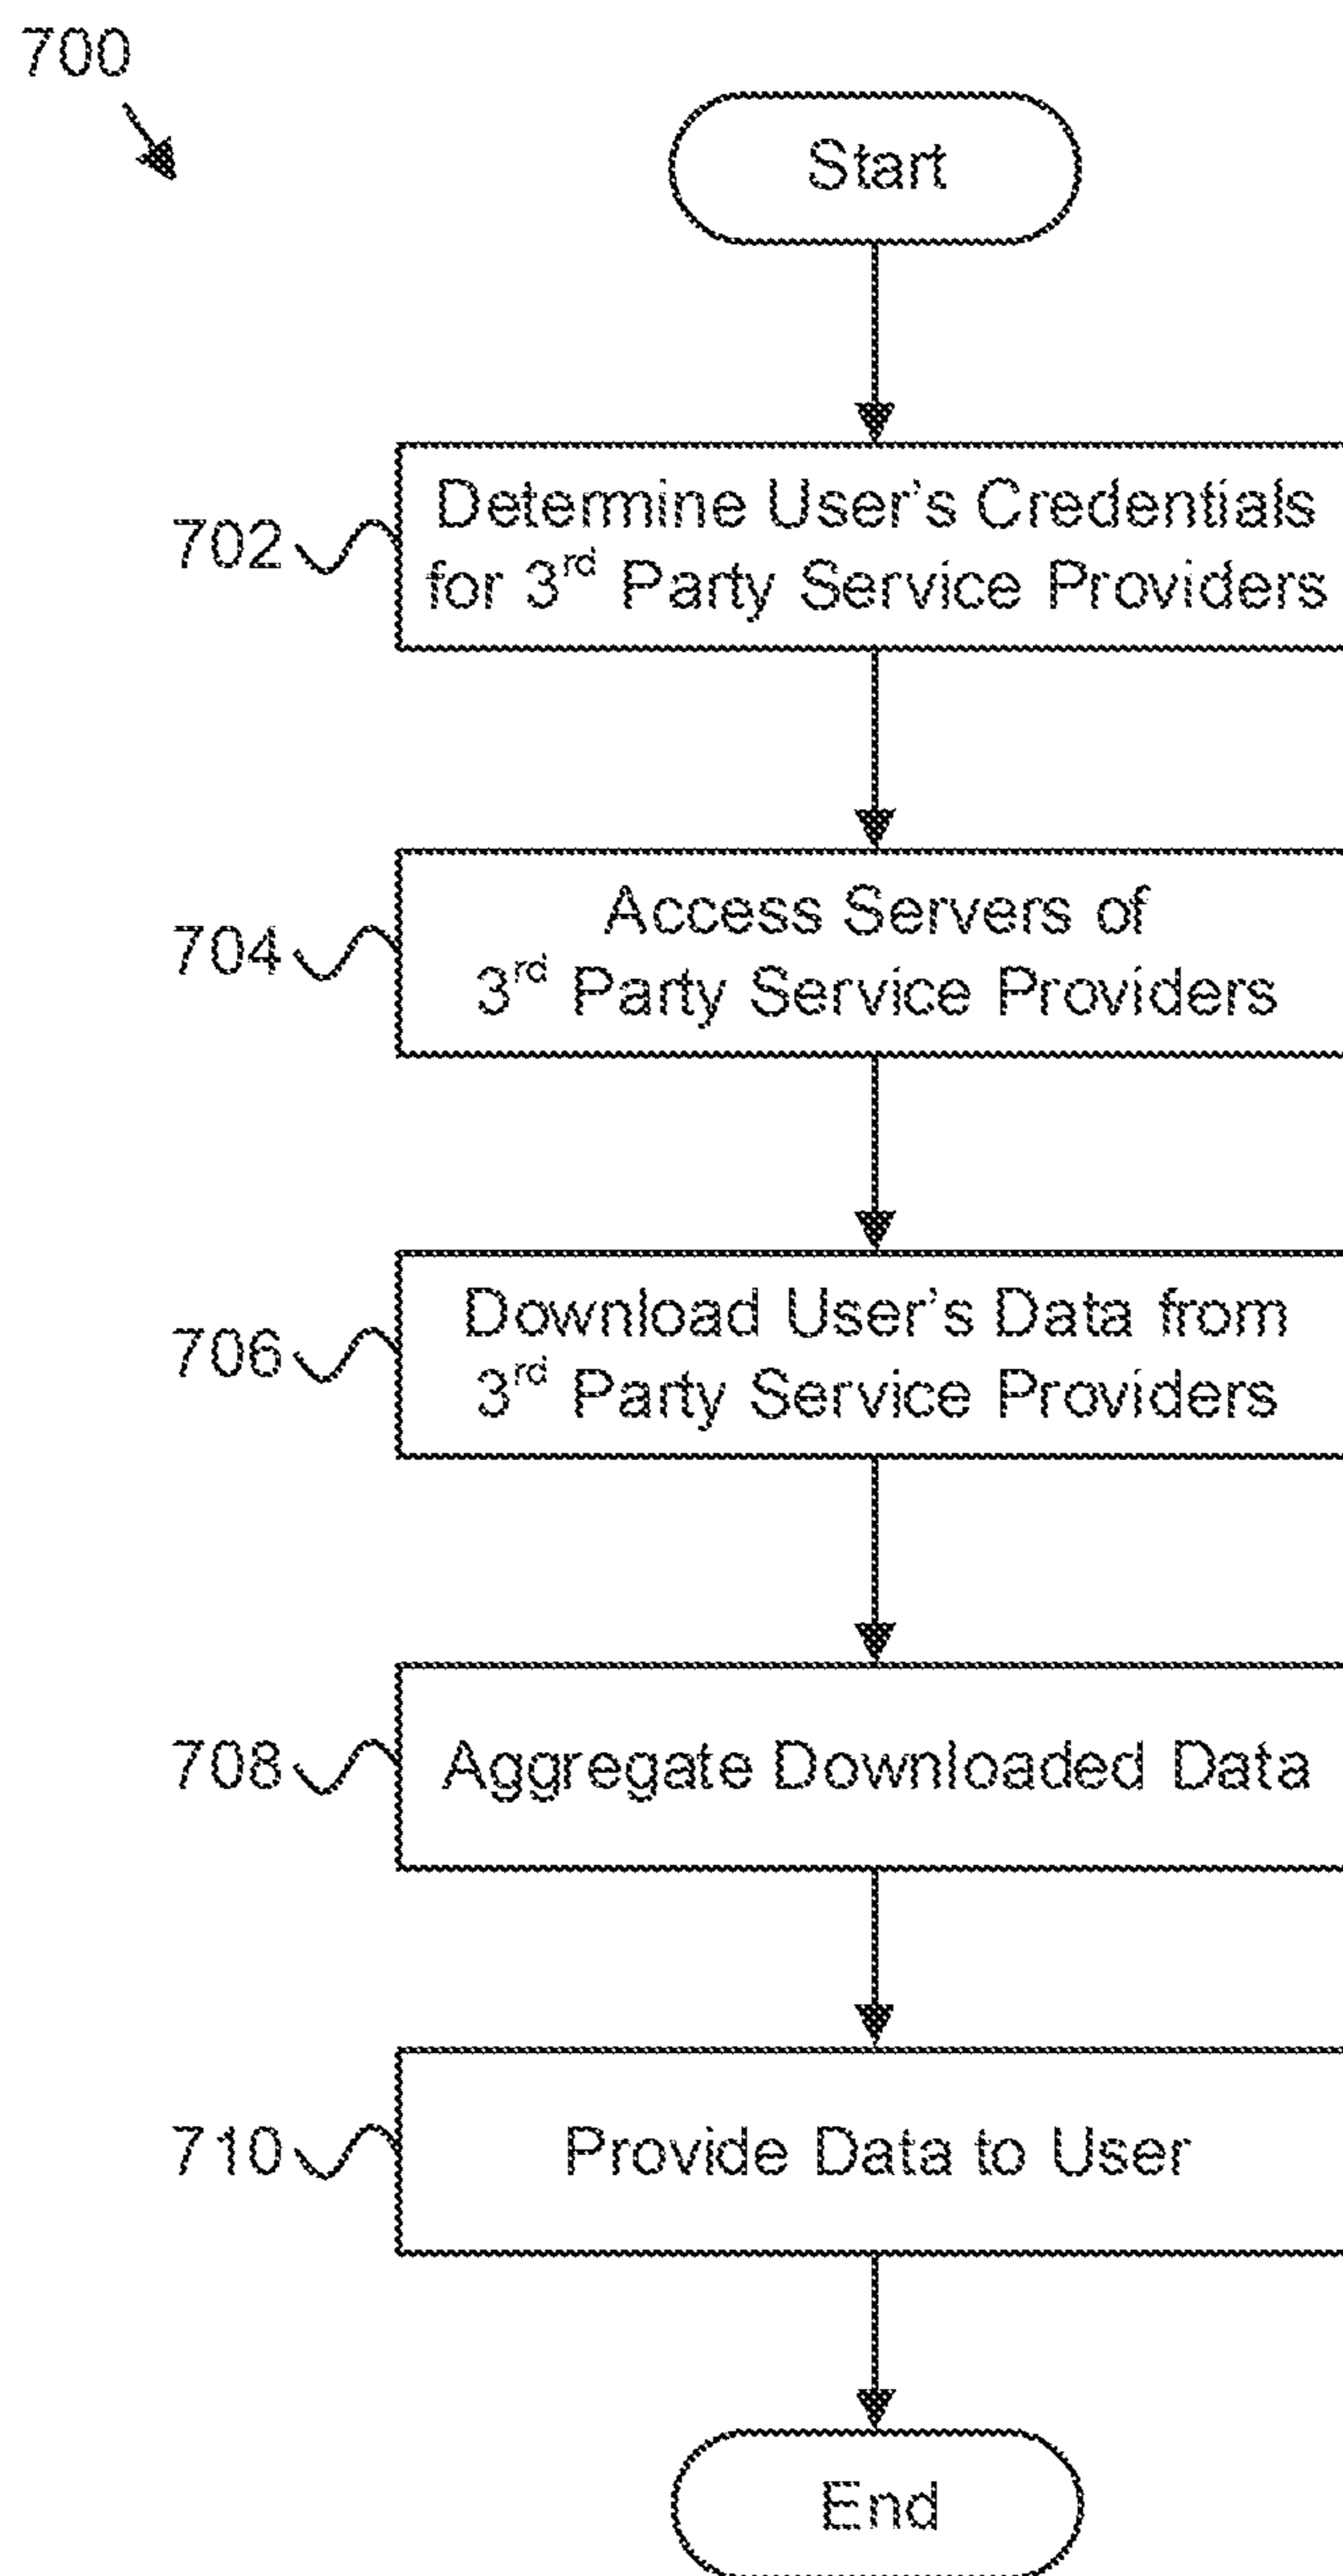 700
Start
702
Determine User's Credentials
for 3rd Party Service Providers
704
Access Servers of
3rd Party Service Providers
706
Download User's Data from
3rd Party Service Providers
708
Aggregate Downloaded Data
710
Provide Data to User
End